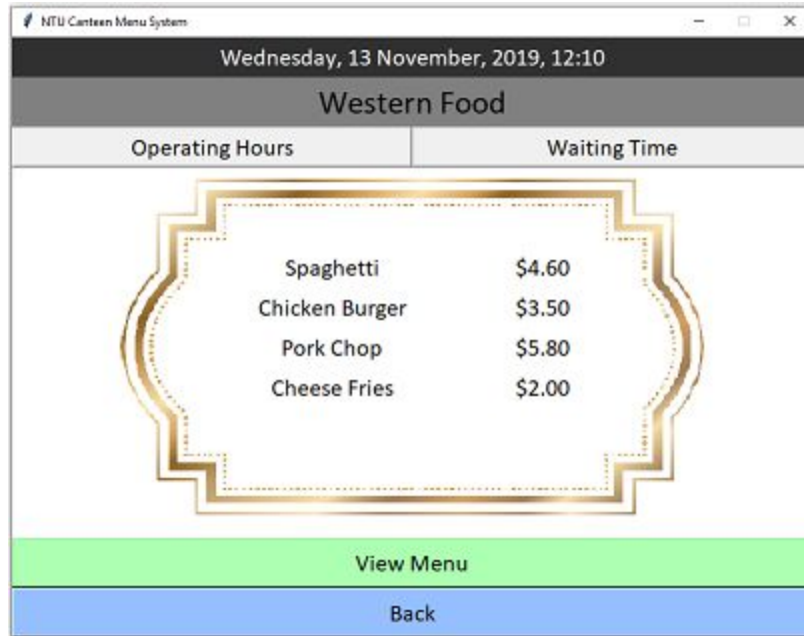 NTU Canteen Menu System
Wednesday, 13 November, 2019, 12:10
Western Food
Operating Hours Waiting Time
Spaghetti $4.60
Chicken Burger $3.50
Pork Chop $5.80
Cheese Fries $2.00
View Menu
Back